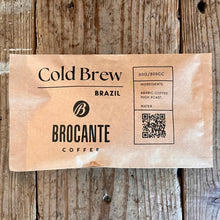 Cold Brew
BRAZIL
B
BROCANTE
COFFEE
INGREDIENTS
ARABIC COFFEE
HIGH ROAST,
WATER